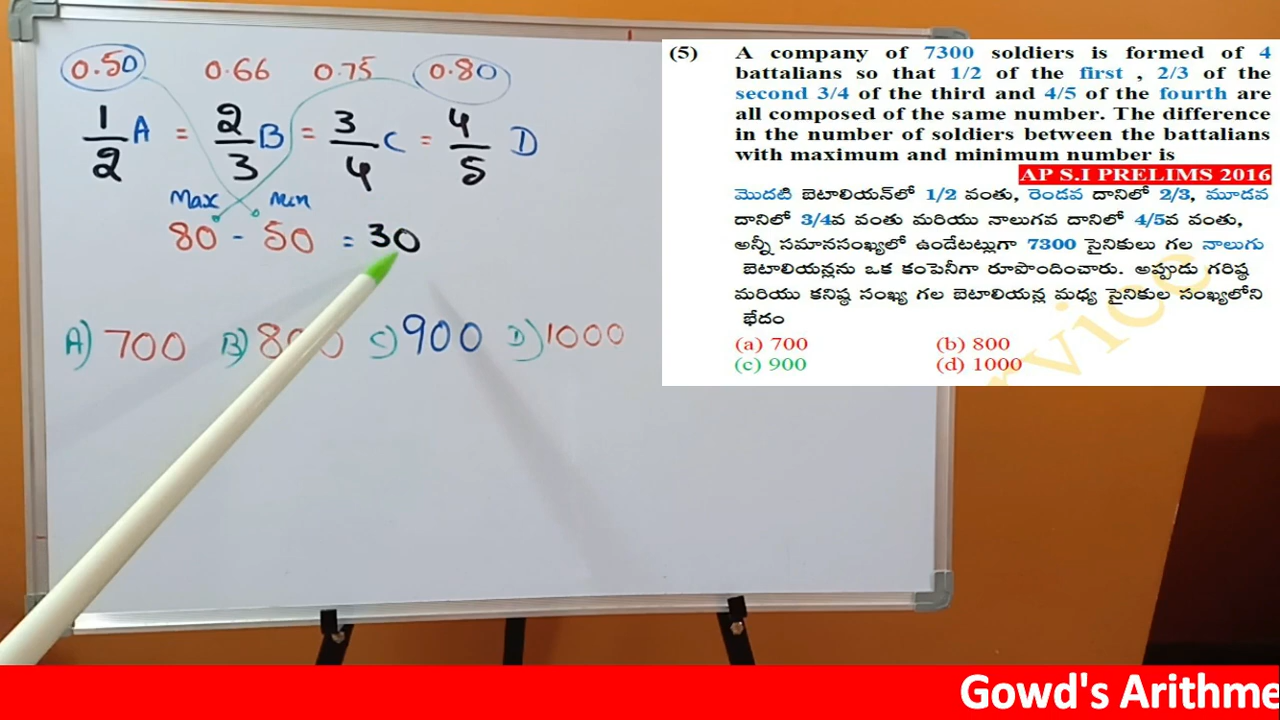 0.50 0.66 0.75 0.80
1/2 A = 2/3 B = 3/4 C = 4/5 D
Max Min
80 - 50 = 30
A) 700 B) 800 C) 900 D) 1000
(5) A company of 7300 soldiers is formed of 4
battalians so that 1/2 of the first , 2/3 of the
second 3/4 of the third and 4/5 of the fourth are
all composed of the same number. The difference
in the number of soldiers between the battalians
with maximum and minimum number is
AP S.I PRELIMS 2016
మొదటి బెటాలియన్‌లో 1/2 వంతు, రెండవ దానిలో 2/3, మూడవ
దానిలో 3/4వ వంతు మరియు నాలుగవ దానిలో 4/5వ వంతు,
అన్నీ సమానసంఖ్యలో ఉండేటట్లుగా 7300 సైనికులు గల నాలుగు
బెటాలియన్లను ఒక కంపెనీగా రూపొందించారు. అప్పుడు గరిష్ఠ
మరియు కనిష్ఠ సంఖ్య గల బెటాలియన్ల మధ్య సైనికుల సంఖ్యలోని
భేదం
(a) 700 (b) 800
(c) 900 (d) 1000
ervice
Gowd's Arithme